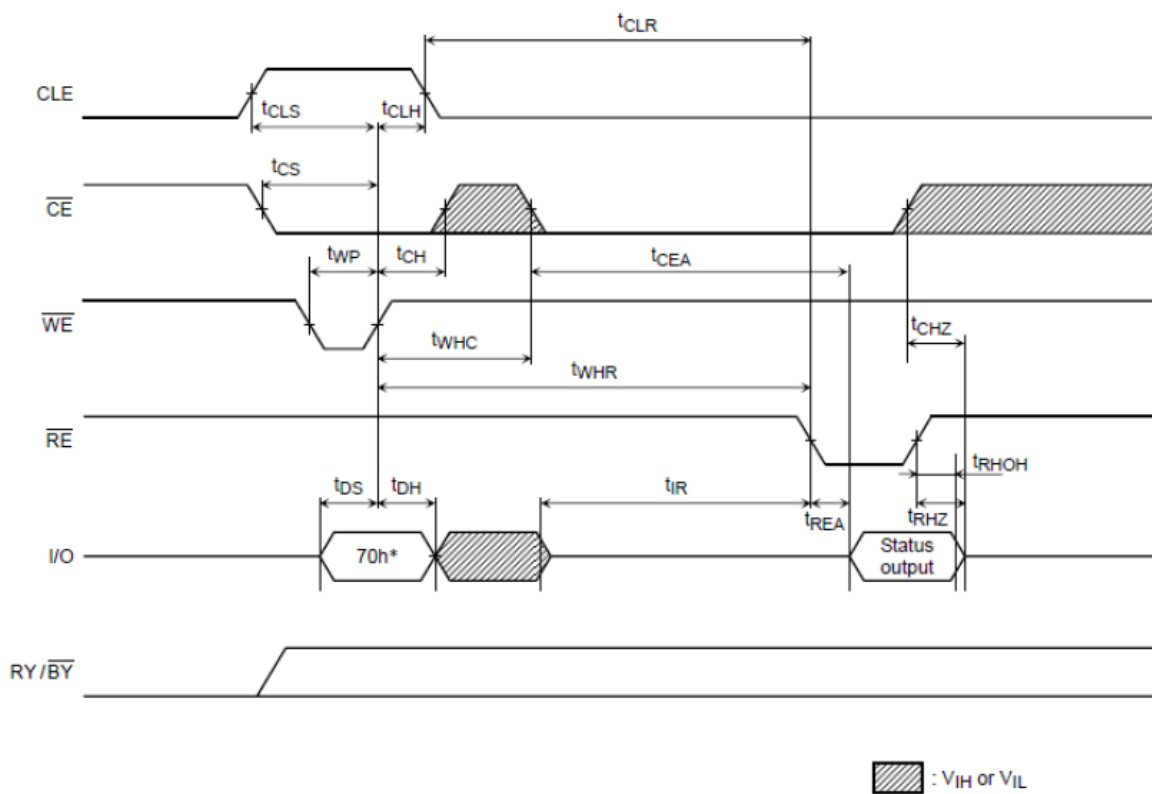 tCLR
CLE
tCLS
tCLH
tCS
CE
tWP
tCH
tCEA
WE
tCHZ
tWHC
tWHR
RE
tRHOH
tDS
tDH
tIR
tREA
tRHZ
I/O
70h*
Status
output
RY/BY
: VIH or VIL